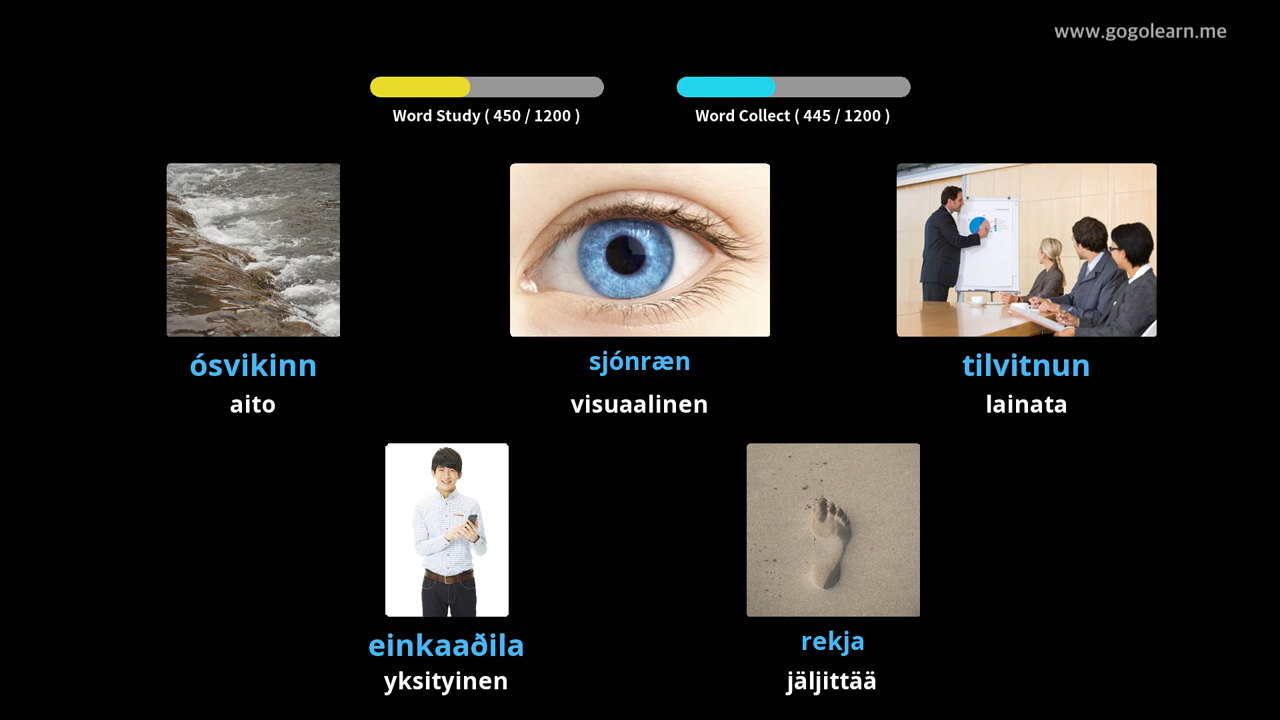 www.gogolearn.me
Word Study ( 450 / 1200 )
Word Collect ( 445 / 1200 )
ósvikinn
sjónræn
tilvitnun
aito
visuaalinen
lainata
einkaaðila
rekja
yksityinen
jäljittää